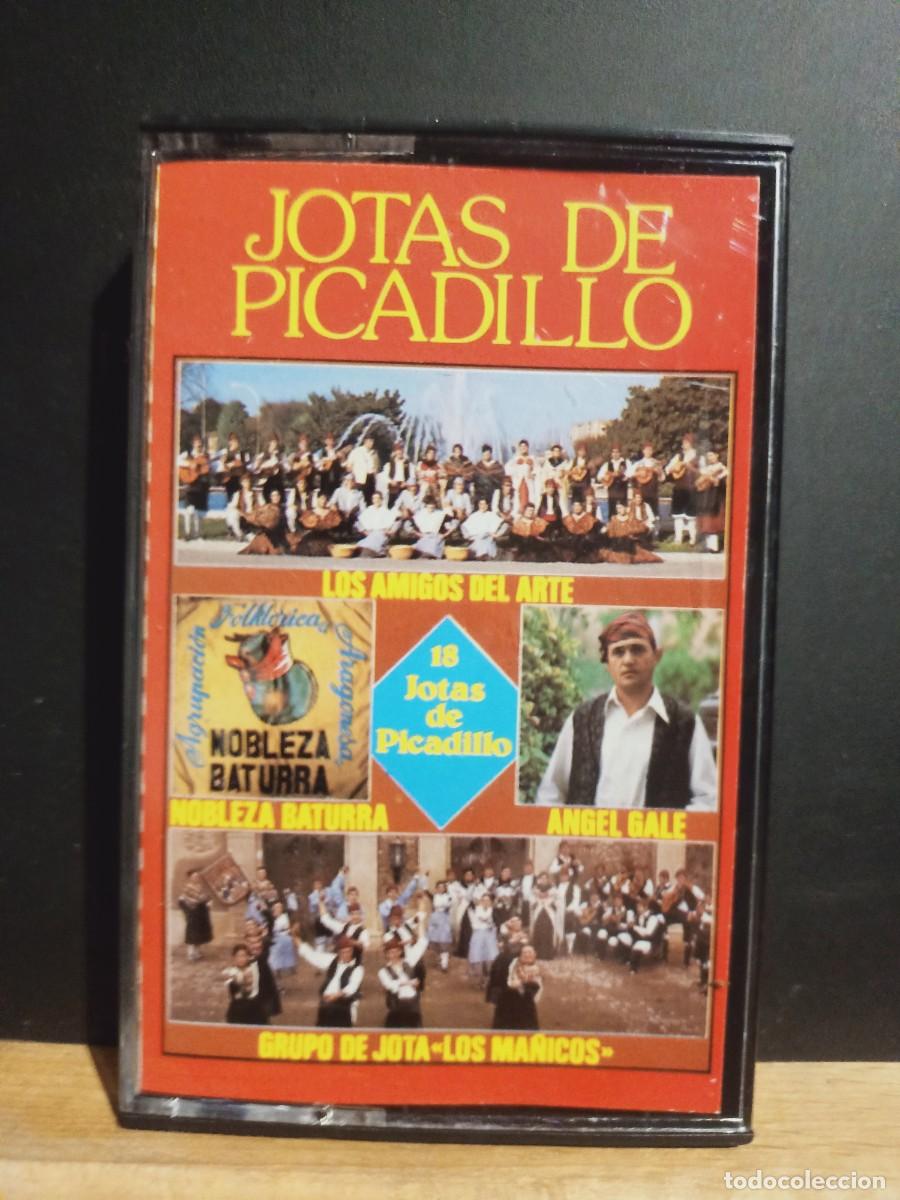 JOTAS DE
PICADILLO
LOS AMIGOS DEL ARTE
Agrupación
Folklorica
Aragonesa
NOBLEZA
BATURRA
18
Jotas
de
Picadillo
NOBLEZA BATURRA
ANGEL GALE
GRUPO DE JOTA «LOS MAÑICOS»
todocoleccion